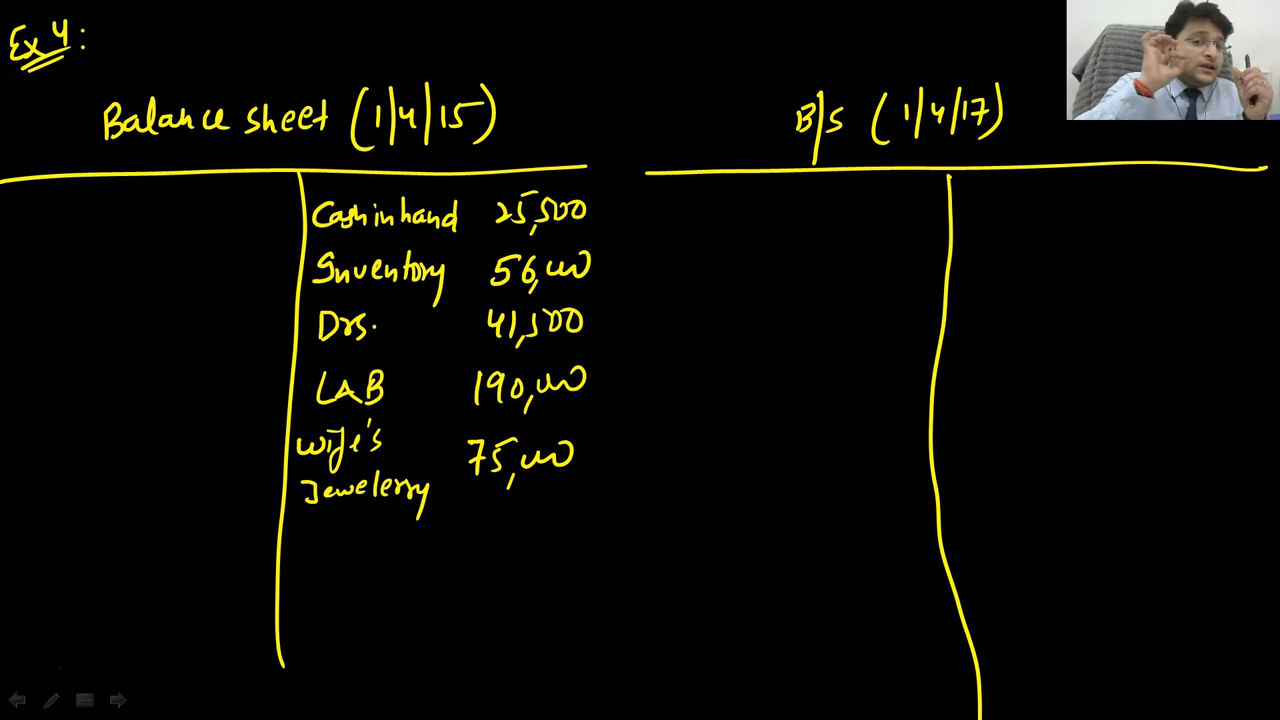 Ex 4:
Balance sheet (1/4/15)
Cash in hand 25,500
Inventory 56,000
Drs. 41,500
LAB 190,000
Wife's 75,000
Jewelerry
B/S (1/4/17)